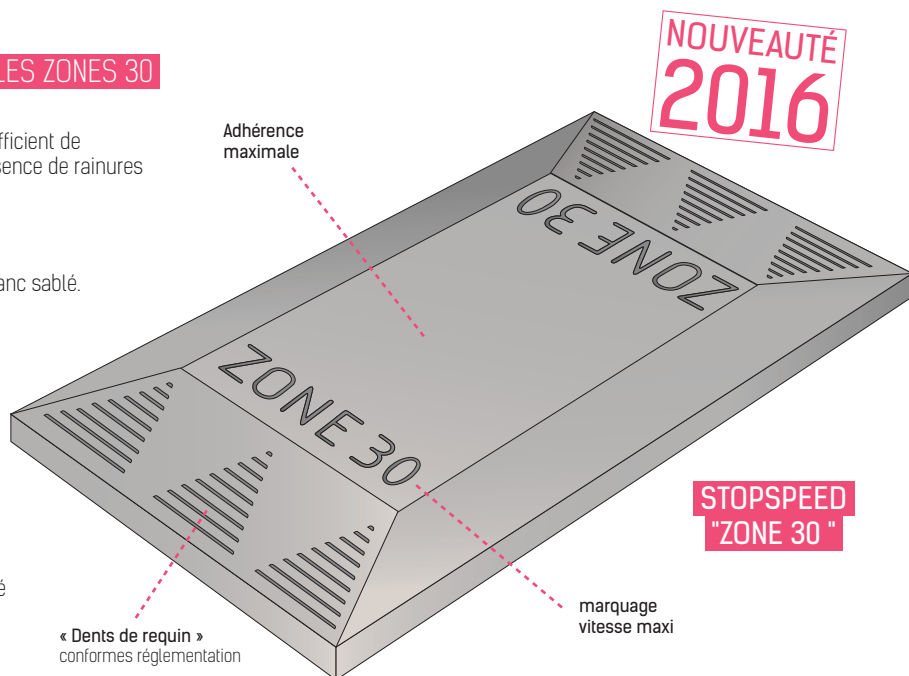 LES ZONES 30
NOUVEAUTÉ
2016
de
sence de rainures
Adhérence
maximale
anc sablé.
ZONE 30
ZONE 30
STOPSPEED
"ZONE 30 "
marquage
vitesse maxi
« Dents de requin »
conformes réglementation